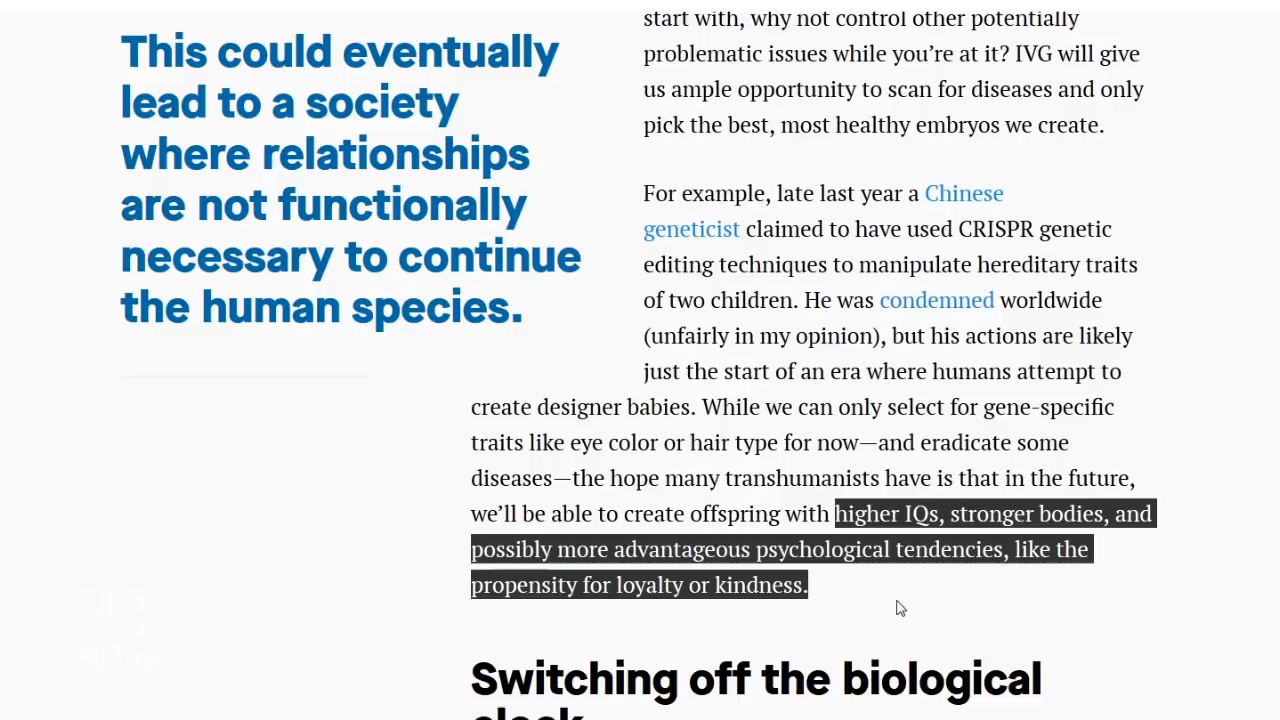 This could eventually
lead to a society
where relationships
are not functionally
necessary to continue
the human species.
start with, why not control other potentially
problematic issues while you’re at it? IVG will give
us ample opportunity to scan for diseases and only
pick the best, most healthy embryos we create.
For example, late last year a Chinese
geneticist claimed to have used CRISPR genetic
editing techniques to manipulate hereditary traits
of two children. He was condemned worldwide
(unfairly in my opinion), but his actions are likely
just the start of an era where humans attempt to
create designer babies. While we can only select for gene-specific
traits like eye color or hair type for now—and eradicate some
diseases—the hope many transhumanists have is that in the future,
we’ll be able to create offspring with higher IQs, stronger bodies, and
possibly more advantageous psychological tendencies, like the
propensity for loyalty or kindness.
Switching off the biological
clock